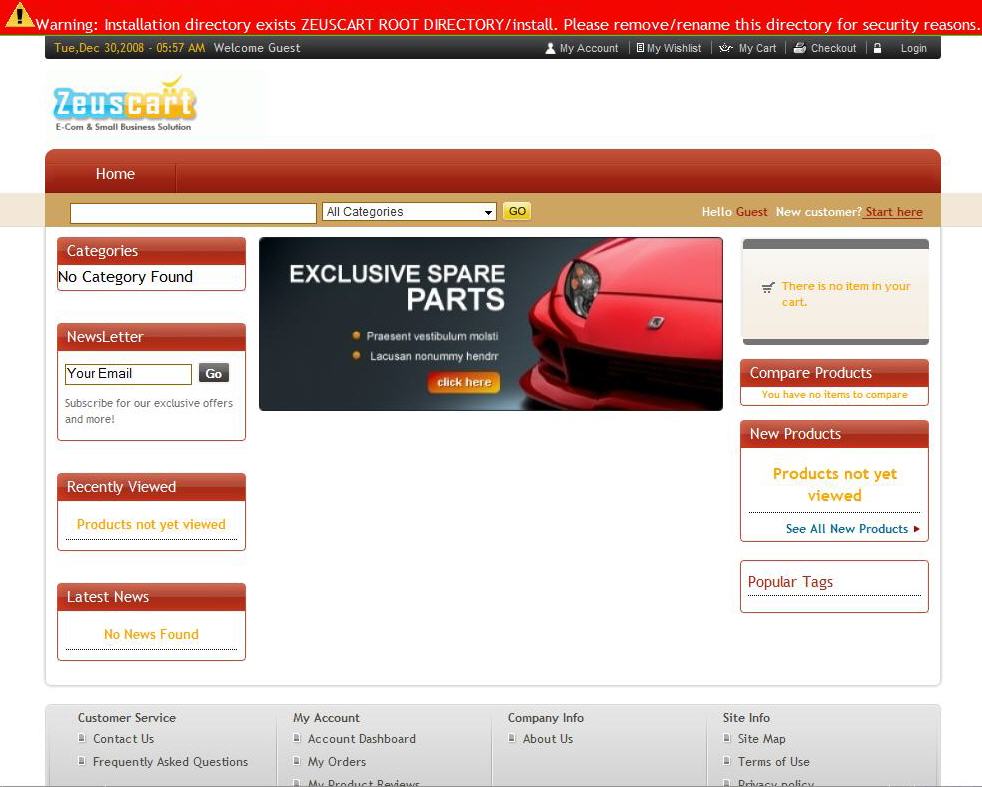 Warning: Installation directory exists ZEUSCART ROOT DIRECTORY/install. Please remove/rename this directory for security reasons.
Tue,Dec 30,2008 - 05:57 AM Welcome Guest
My Account My Wishlist My Cart Checkout Login
Zeuscart
E-Com & Small Business Solution
Home
All Categories GO
Hello Guest New customer? Start here
Categories
No Category Found
NewsLetter
Your Email Go
Subscribe for our exclusive offers
and more!
Recently Viewed
Products not yet viewed
Latest News
No News Found
EXCLUSIVE SPARE
PARTS
Praesent vestibulum molsti
Lacusan nonummy hendrr
click here
There is no item in your
cart.
Compare Products
You have no items to compare
New Products
Products not yet
viewed
See All New Products
Popular Tags
Customer Service
Contact Us
Frequently Asked Questions
My Account
Account Dashboard
My Orders
My Product Reviews
Company Info
About Us
Site Info
Site Map
Terms of Use
Privacy policy